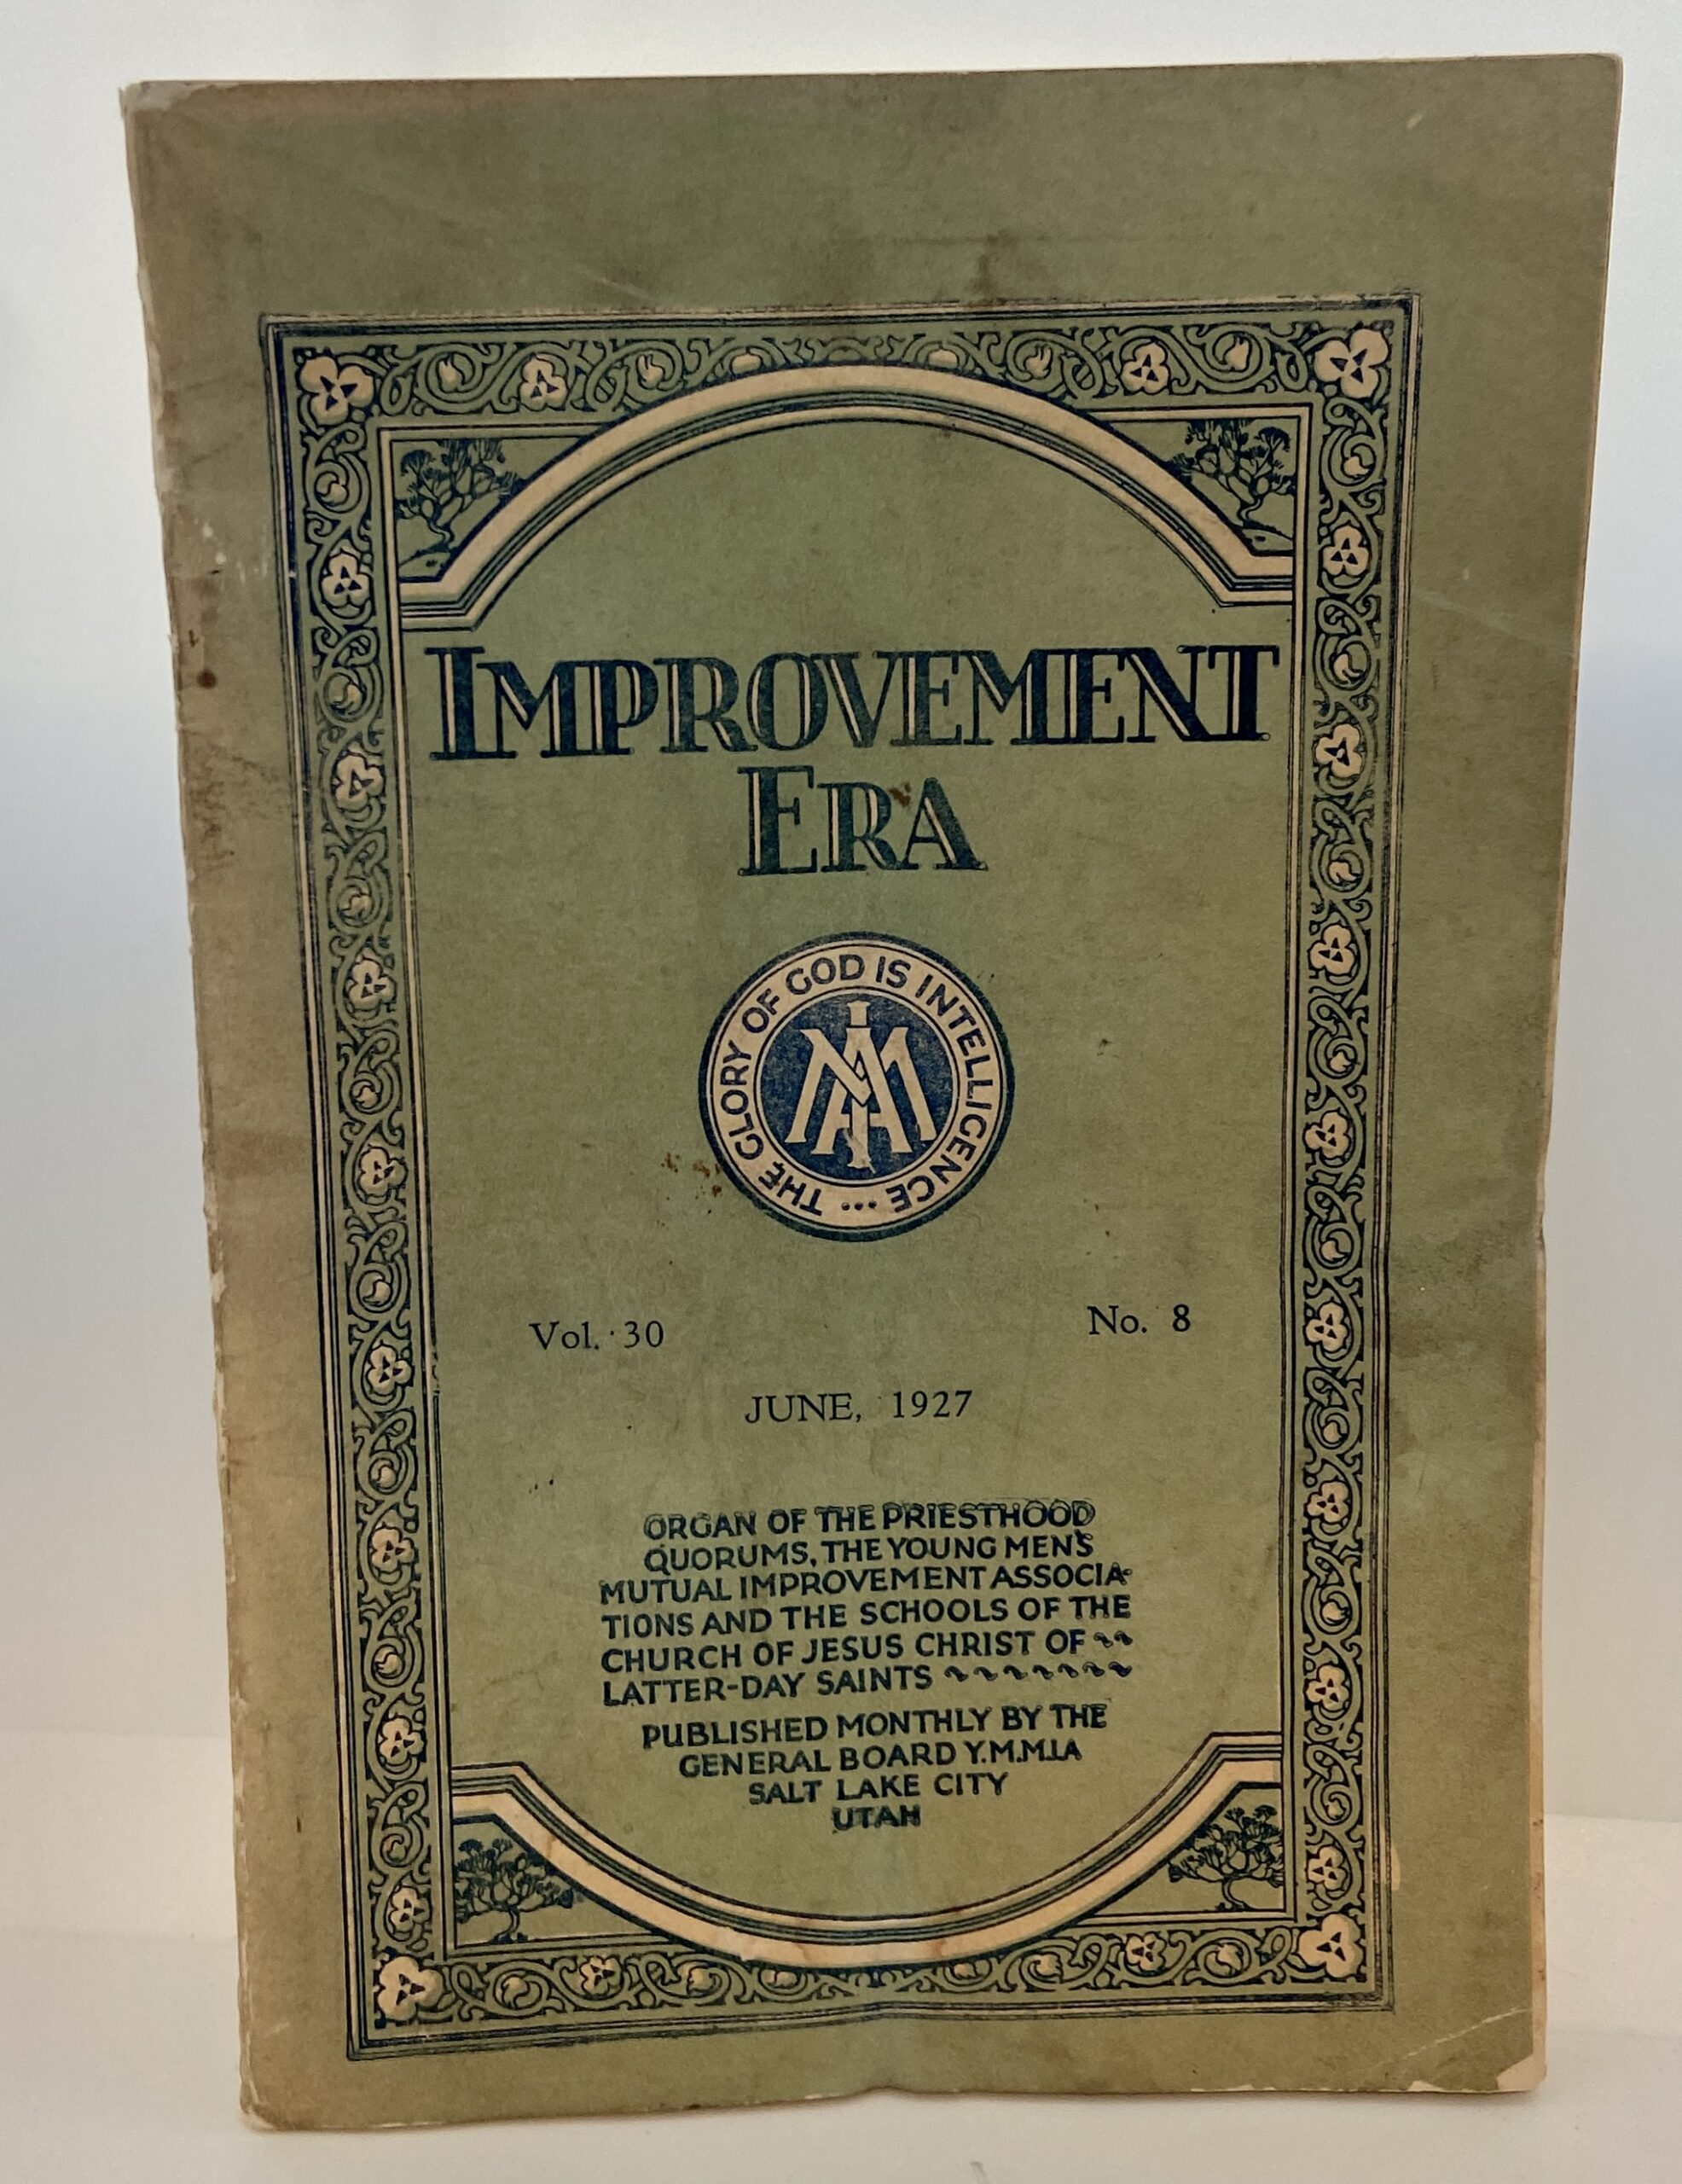 IMPROVEMENT
ERA
THE GLORY OF GOD IS INTELLIGENCE ...
MIA
Vol. 30 No. 8
JUNE, 1927
ORGAN OF THE PRIESTHOOD
QUORUMS, THE YOUNG MEN'S
MUTUAL IMPROVEMENT ASSOCIA-
TIONS AND THE SCHOOLS OF THE
CHURCH OF JESUS CHRIST OF
LATTER-DAY SAINTS
PUBLISHED MONTHLY BY THE
GENERAL BOARD Y.M.M.I.A
SALT LAKE CITY
UTAH